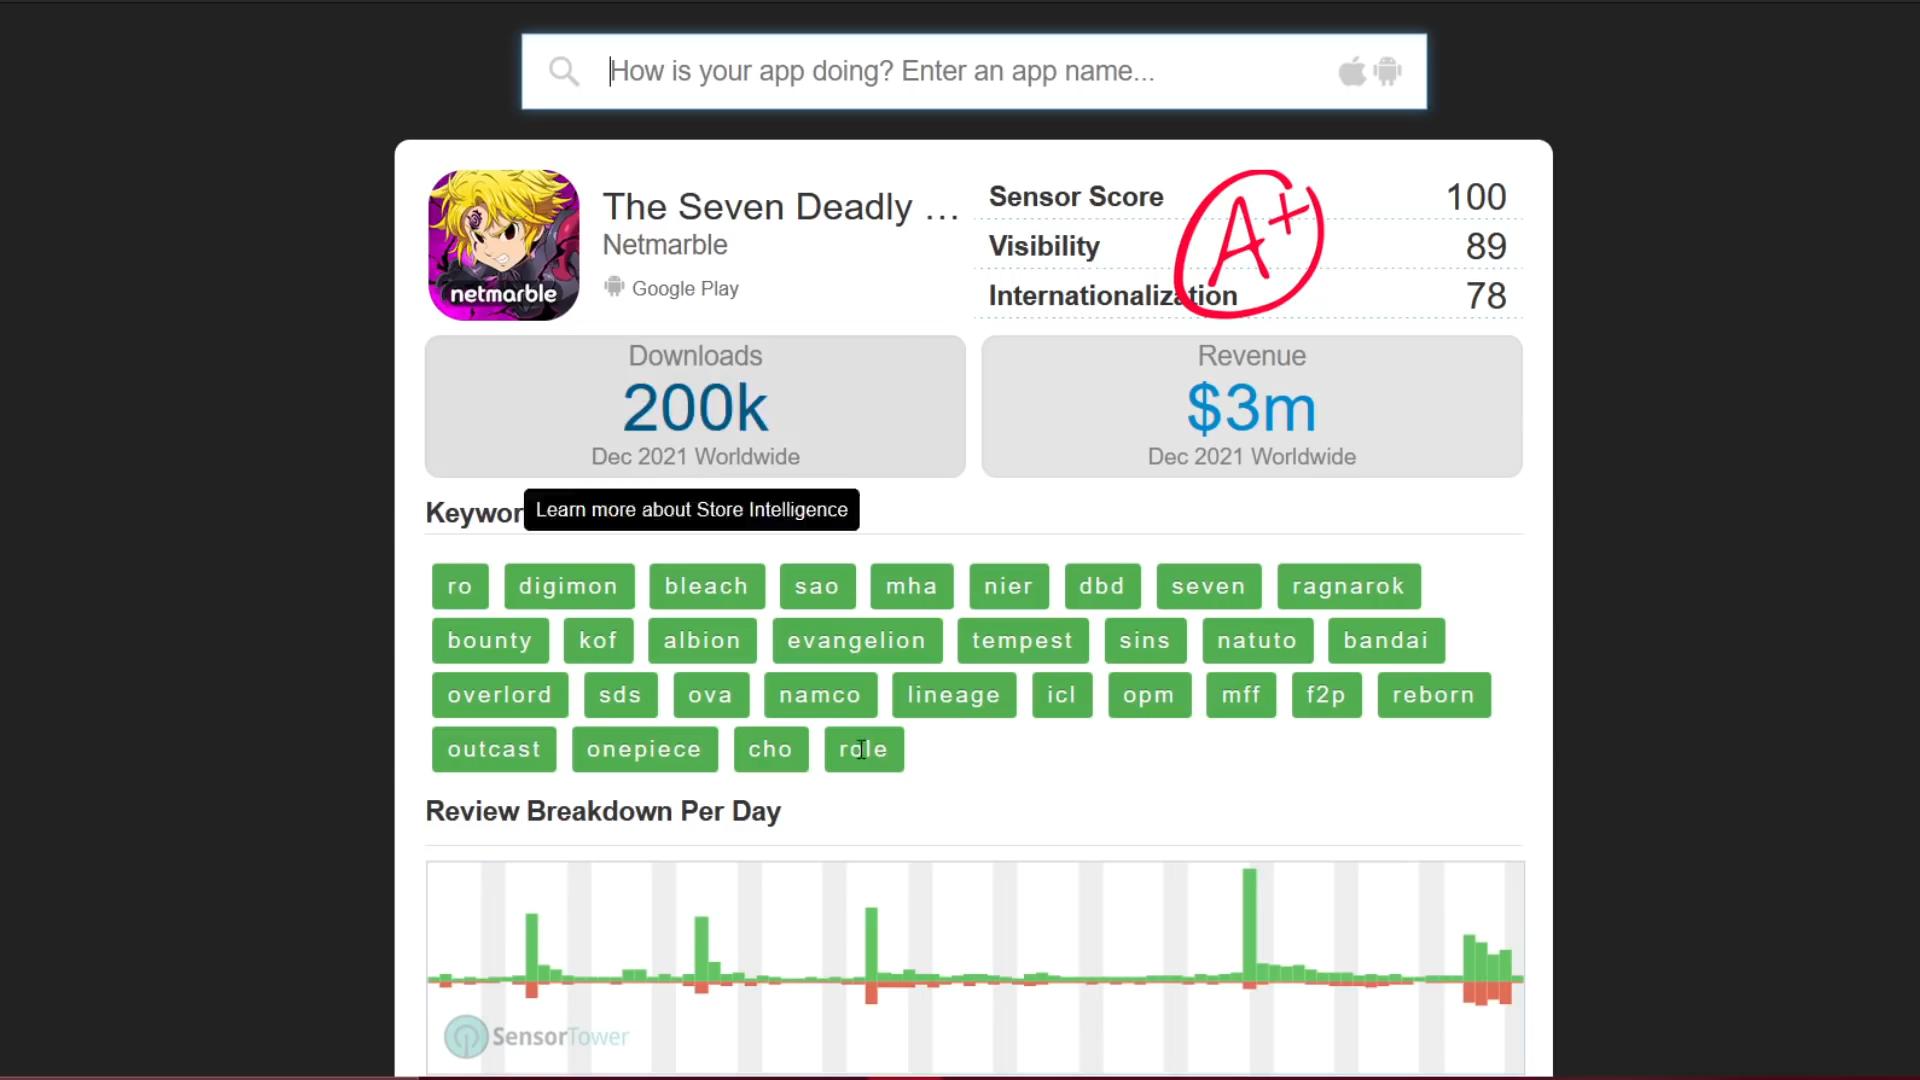 How is your app doing? Enter an app name...
The Seven Deadly ...
Netmarble
Google Play
netmarble
Sensor Score 100
A+
Visibility 89
Internationalization 78
Downloads
200k
Dec 2021 Worldwide
Revenue
$3m
Dec 2021 Worldwide
Keywor
Learn more about Store Intelligence
ro digimon bleach sao mha nier dbd seven ragnarok
bounty kof albion evangelion tempest sins natuto bandai
overlord sds ova namco lineage icl opm mff f2p reborn
outcast onepiece cho role
Review Breakdown Per Day
SensorTower